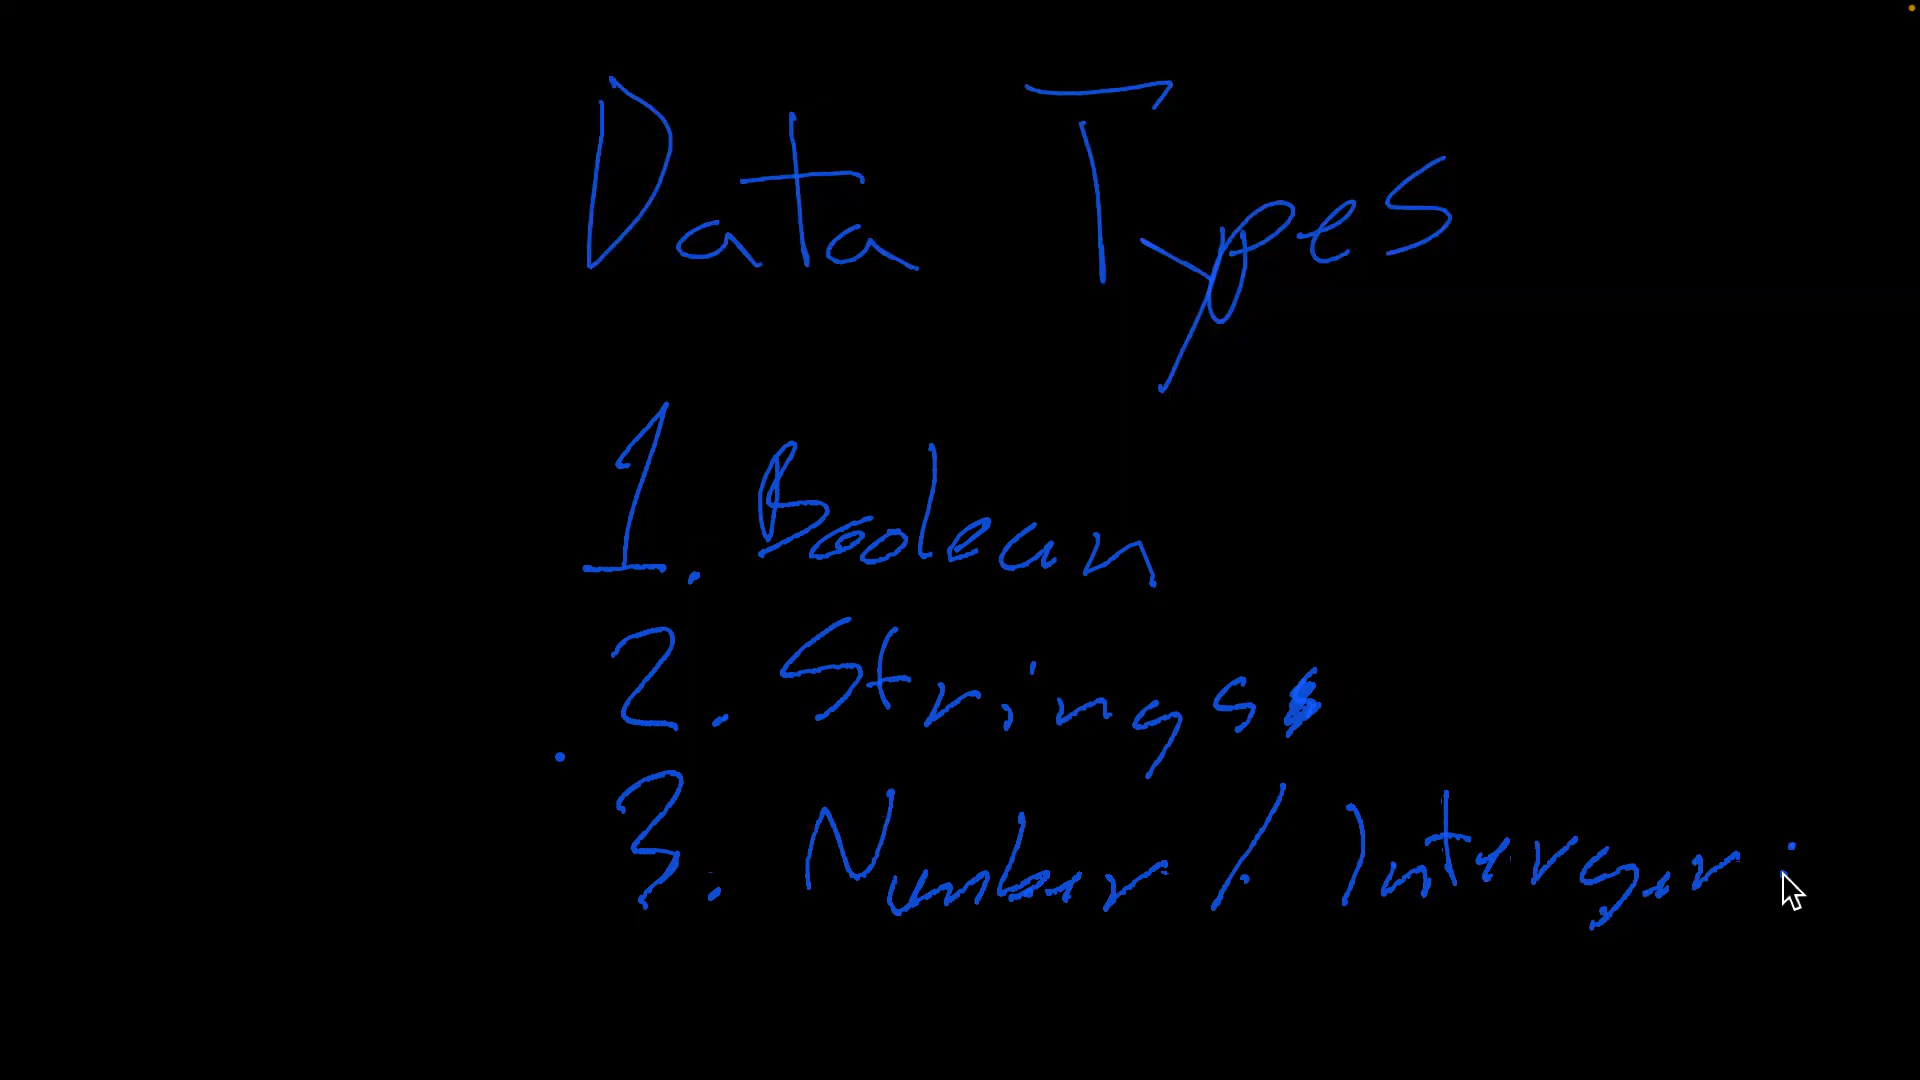 Data Types
1. Boolean
2. Strings
3. Number / Interger